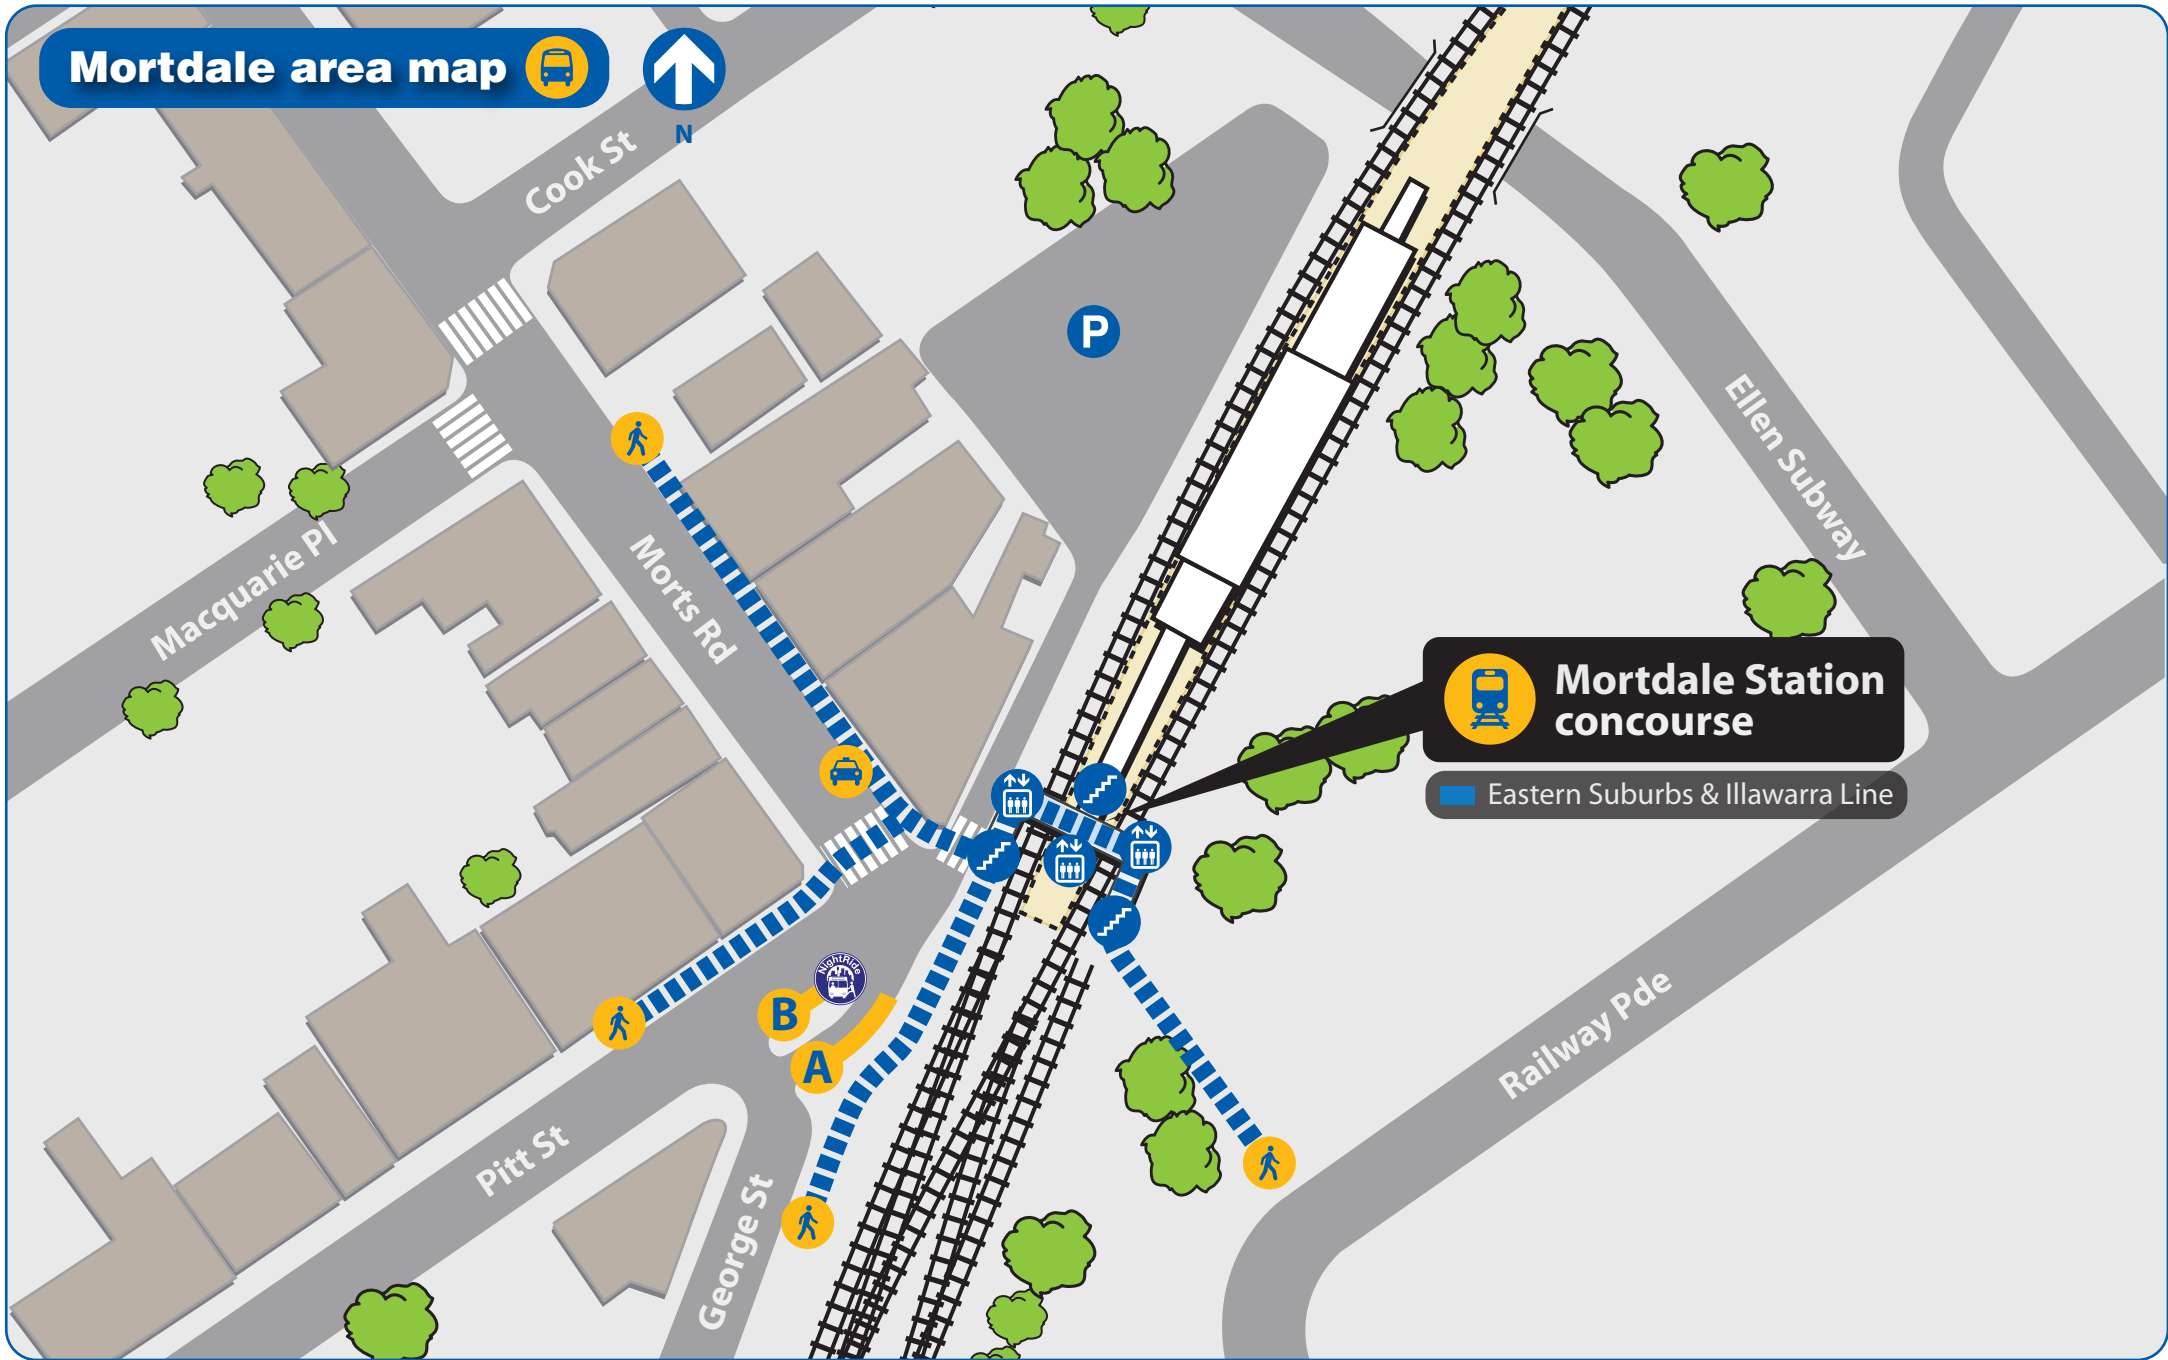 Mortdale area map
N
Cook St
P
Ellen Subway
Macquarie Pl
Morts Rd
Mortdale Station
concourse
Eastern Suburbs & Illawarra Line
NightRide
B
A
Railway Pde
Pitt St
George St